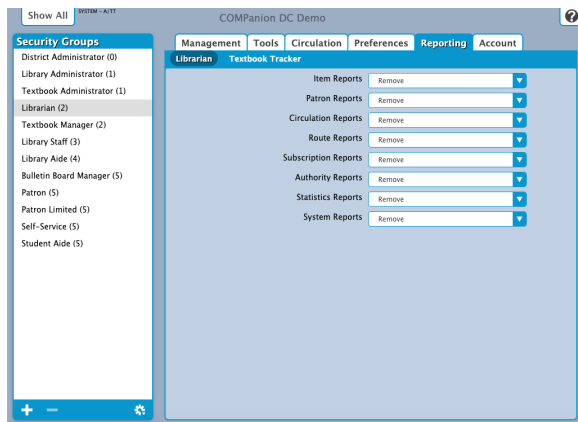 Show All
SYSTEM - A/TT
COMPanion DC Demo
?
Security Groups
District Administrator (0)
Library Administrator (1)
Textbook Administrator (1)
Librarian (2)
Textbook Manager (2)
Library Staff (3)
Library Aide (4)
Bulletin Board Manager (5)
Patron (5)
Patron Limited (5)
Self-Service (5)
Student Aide (5)
Management Tools Circulation Preferences Reporting Account
Librarian Textbook Tracker
Item Reports Remove
Patron Reports Remove
Circulation Reports Remove
Route Reports Remove
Subscription Reports Remove
Authority Reports Remove
Statistics Reports Remove
System Reports Remove